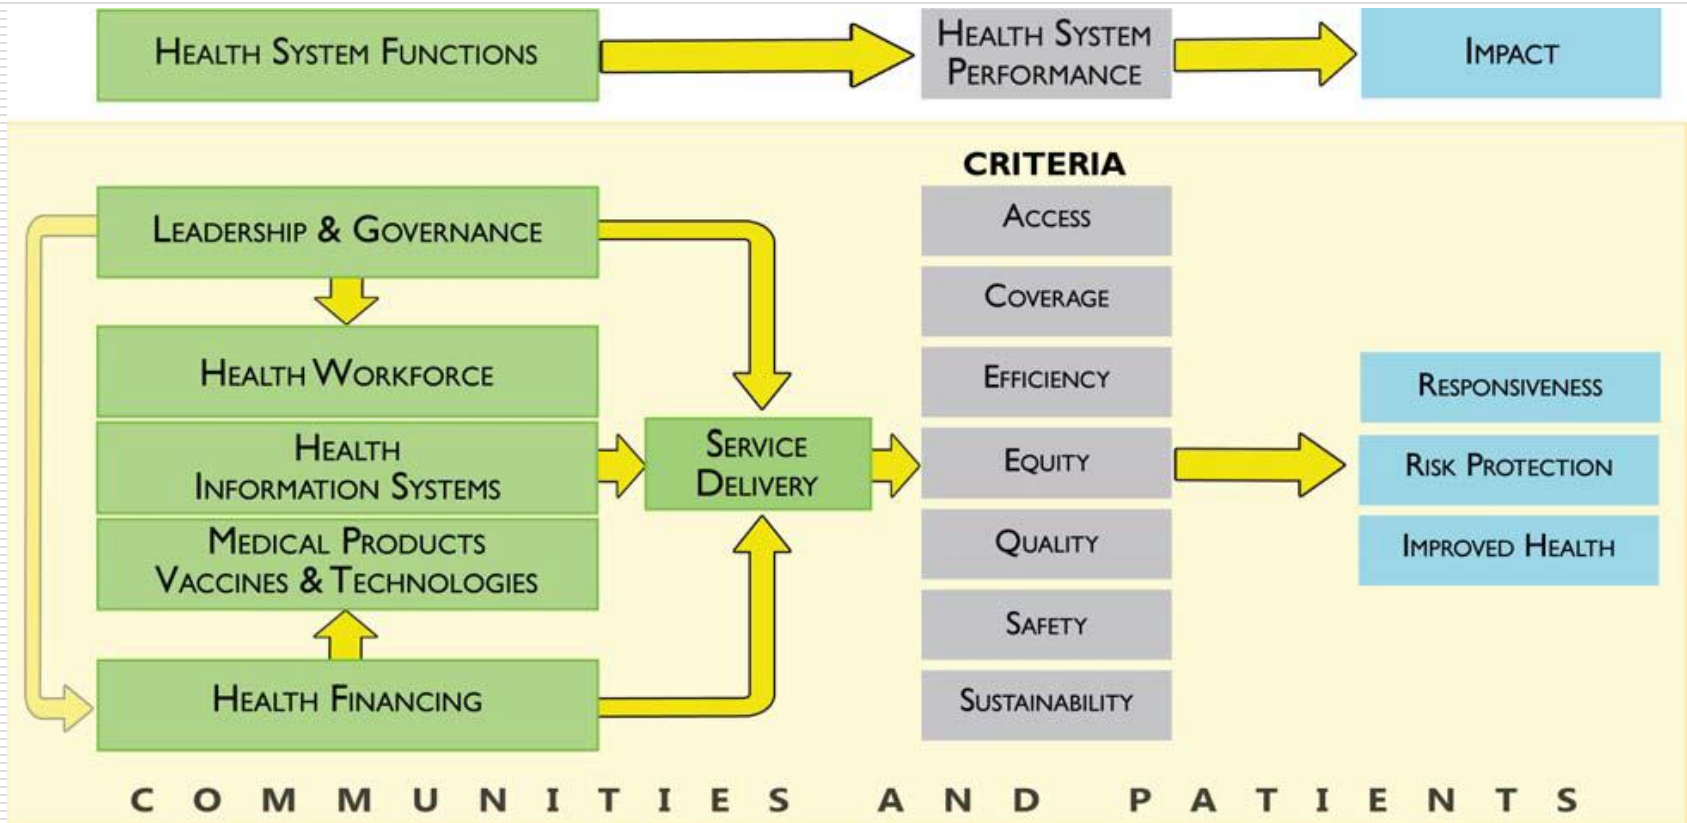 HEALTH SYSTEM FUNCTIONS
HEALTH SYSTEM
PERFORMANCE
IMPACT
CRITERIA
LEADERSHIP & GOVERNANCE
HEALTH WORKFORCE
HEALTH
INFORMATION SYSTEMS
MEDICAL PRODUCTS
VACCINES & TECHNOLOGIES
HEALTH FINANCING
SERVICE
DELIVERY
ACCESS
COVERAGE
EFFICIENCY
EQUITY
QUALITY
SAFETY
SUSTAINABILITY
RESPONSIVENESS
RISK PROTECTION
IMPROVED HEALTH
COMMUNITIES AND PATIENTS